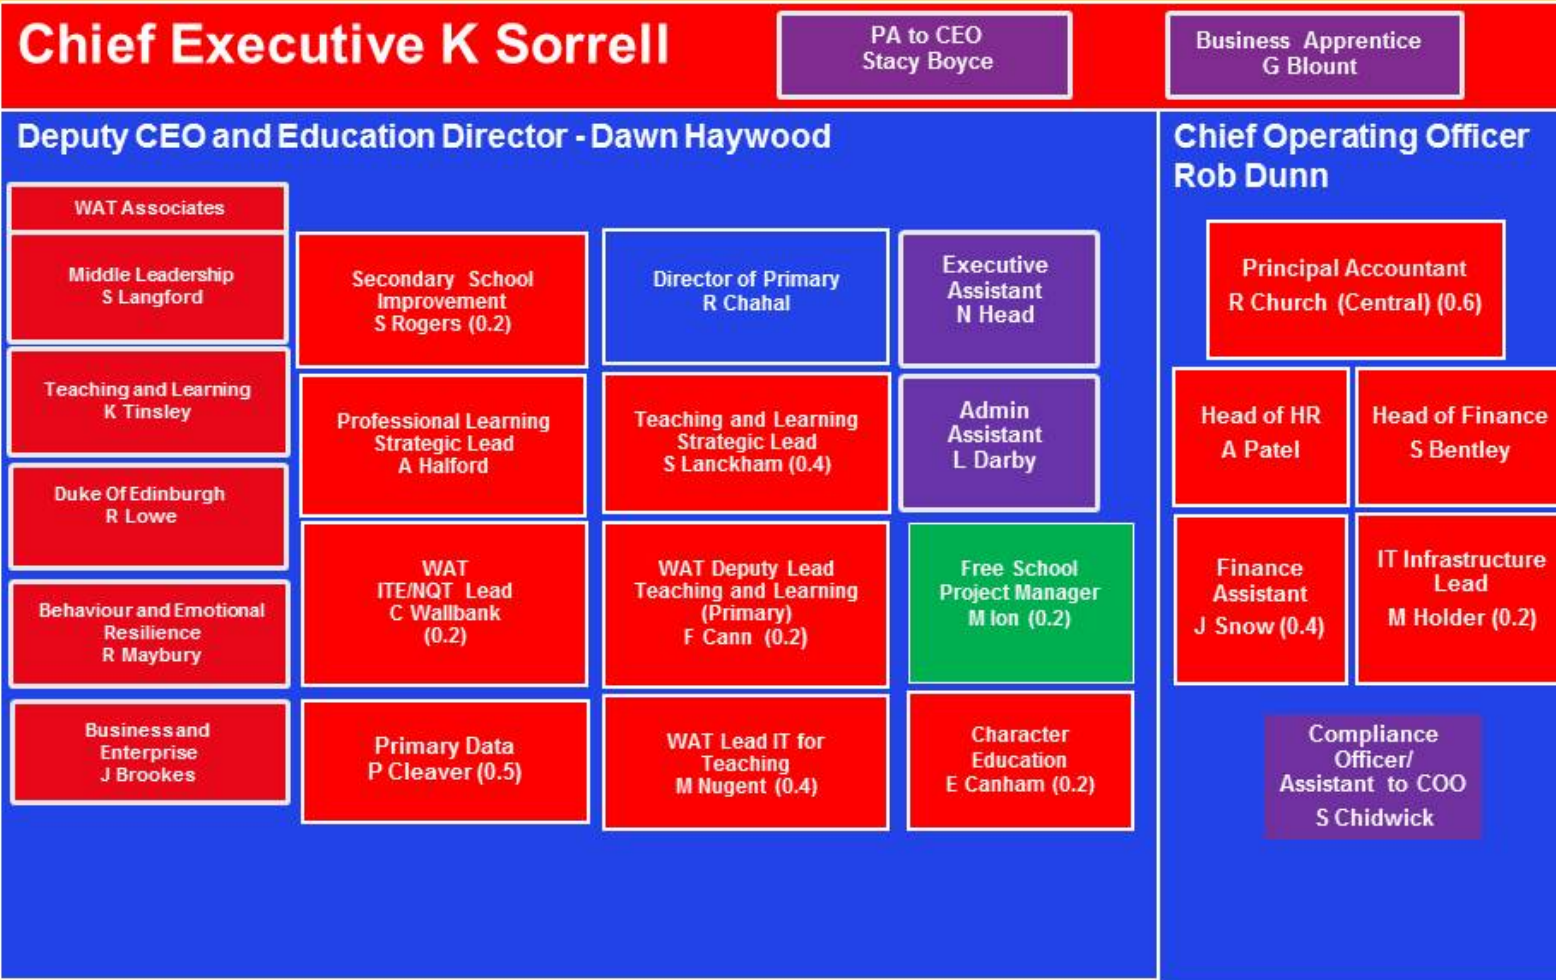 Chief Executive K Sorrell
PA to CEO
Stacy Boyce
Business Apprentice
G Blount
Deputy CEO and Education Director - Dawn Haywood
WAT Associates
Middle Leadership
S Langford
Teaching and Learning
K Tinsley
Duke Of Edinburgh
R Lowe
Behaviour and Emotional
Resilience
R Maybury
Business and
Enterprise
J Brookes
Secondary School
Improvement
S Rogers (0.2)
Professional Learning
Strategic Lead
A Halford
WAT
ITE/NQT Lead
C Wallbank
(0.2)
Primary Data
P Cleaver (0.5)
Director of Primary
R Chahal
Teaching and Learning
Strategic Lead
S Lanckham (0.4)
WAT Deputy Lead
Teaching and Learning
(Primary)
F Cann (0.2)
WAT Lead IT for
Teaching
M Nugent (0.4)
Executive
Assistant
N Head
Admin
Assistant
L Darby
Free School
Project Manager
M Ion (0.2)
Character
Education
E Canham (0.2)
Chief Operating Officer
Rob Dunn
Principal Accountant
R Church (Central) (0.6)
Head of HR
A Patel
Head of Finance
S Bentley
Finance
Assistant
J Snow (0.4)
IT Infrastructure
Lead
M Holder (0.2)
Compliance
Officer/
Assistant to COO
S Chidwick